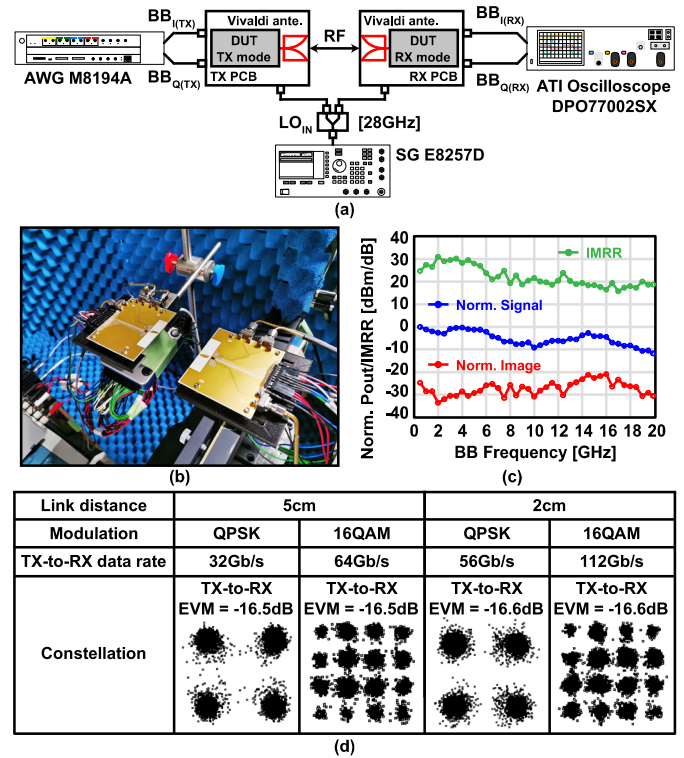 Vivaldi ante. Vivaldi ante.
BB_I(TX) BB_I(RX)
DUT RF DUT
TX mode RX mode
TX PCB RX PCB
BB_Q(TX) BB_Q(RX)
AWG M8194A ATI Oscilloscope
DPO77002SX
LO_IN [28GHz]
SG E8257D
(a)
(b)
Norm. Pout/IMRR [dBm/dB]
40
30
20
10
0
-10
-20
-30
-40
IMRR
Norm. Signal
Norm. Image
0 2 4 6 8 10 12 14 16 18 20
BB Frequency [GHz]
(c)
Link distance 5cm 2cm
Modulation QPSK 16QAM QPSK 16QAM
TX-to-RX data rate 32Gb/s 64Gb/s 56Gb/s 112Gb/s
Constellation
TX-to-RX TX-to-RX TX-to-RX TX-to-RX
EVM = -16.5dB EVM = -16.5dB EVM = -16.6dB EVM = -16.6dB
(d)